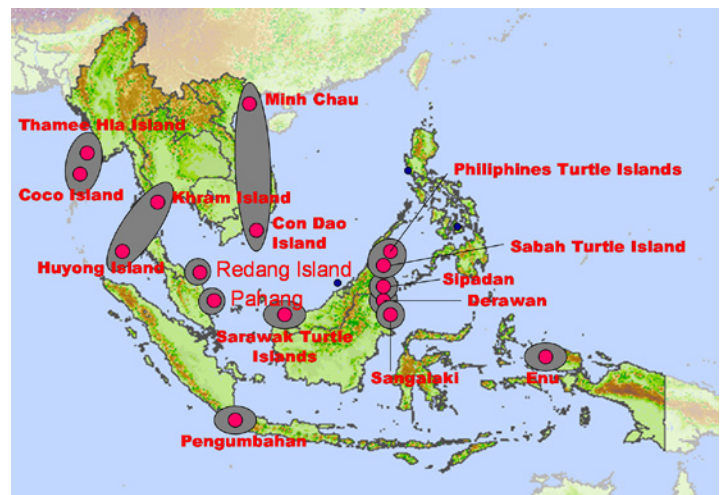 Minh Chau
Thamee Hla Island
Philiphines Turtle Islands
Coco Island
Khram Island
Con Dao
Island
Sabah Turtle Island
Huyong Island
Redang Island
Sipadan
Pahang
Derawan
Sarawak Turtle
Islands
Sangalaki
Enu
Pengumbahan